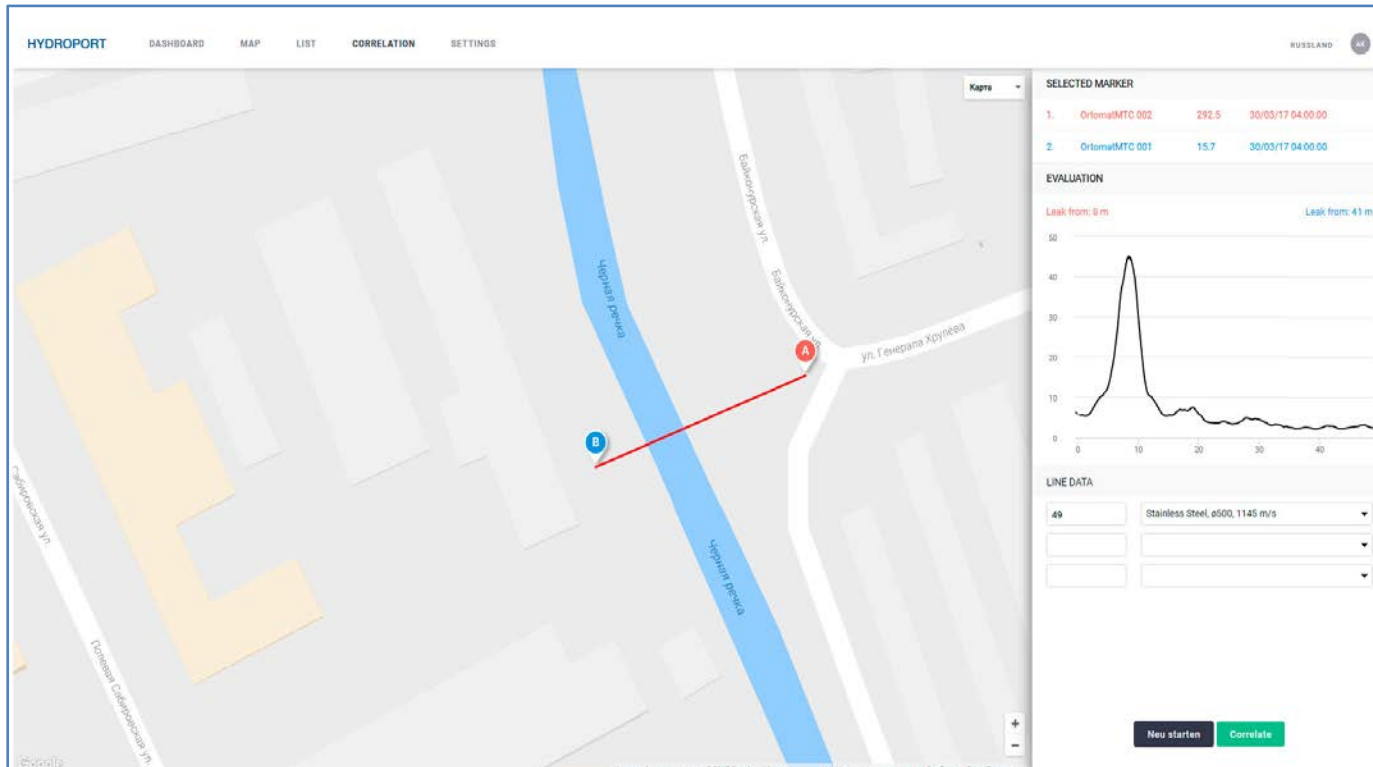 HYDROPORT DASHBOARD MAP LIST CORRELATION SETTINGS RUSSLAND AK
Карта
SELECTED MARKER
1. OrtomatMTC 002 292.5 30/03/17 04:00:00
2. OrtomatMTC 001 15.7 30/03/17 04:00:00
EVALUATION
Leak from: 8 m Leak from: 41 m
50
40
30
20
10
0
0 10 20 30 40
LINE DATA
49 Stainless Steel, ø500, 1145 m/s
Neu starten Correlate
Байконурская ул.
Байконурская ул.
ул. Генерала Хрулёва
Черная речка
Черная речка
A
B
Сабировская ул.
Полевая Сабировская ул.
+
−
Google